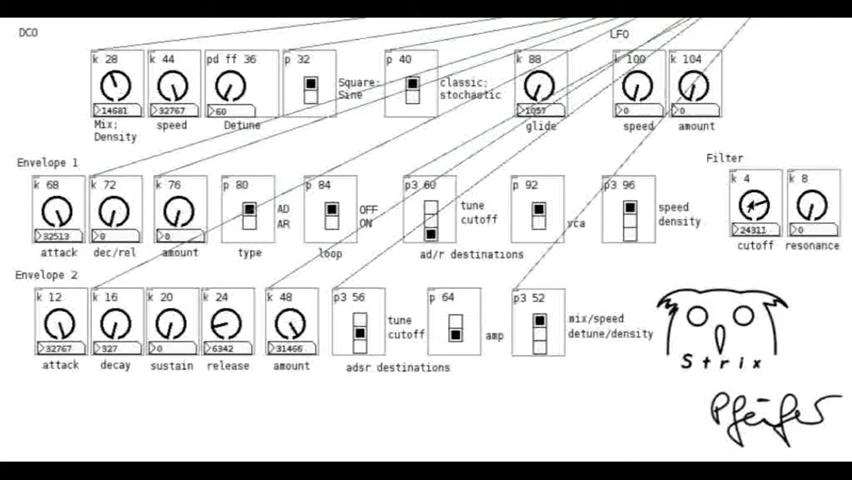 DCO
LFO
k 28
k 44
pd ff 36
p 32
p 40
k 88
k 100
k 104
Square;
Sine
classic;
stochastic
14681
32767
60
1057
0
0
Mix;
Density
speed
Detune
glide
speed
amount
Envelope 1
Filter
k 68
k 72
k 76
p 80
p 84
p3 60
p 92
p3 96
k 4
k 8
AD
AR
OFF
ON
tune
cutoff
vca
speed
density
32513
0
0
24311
0
attack
dec/rel
amount
type
loop
ad/r destinations
cutoff
resonance
Envelope 2
k 12
k 16
k 20
k 24
k 48
p3 56
p 64
p3 52
tune
cutoff
amp
mix/speed
detune/density
32767
327
0
6342
31466
attack
decay
sustain
release
amount
adsr destinations
Strix
Pfeifer